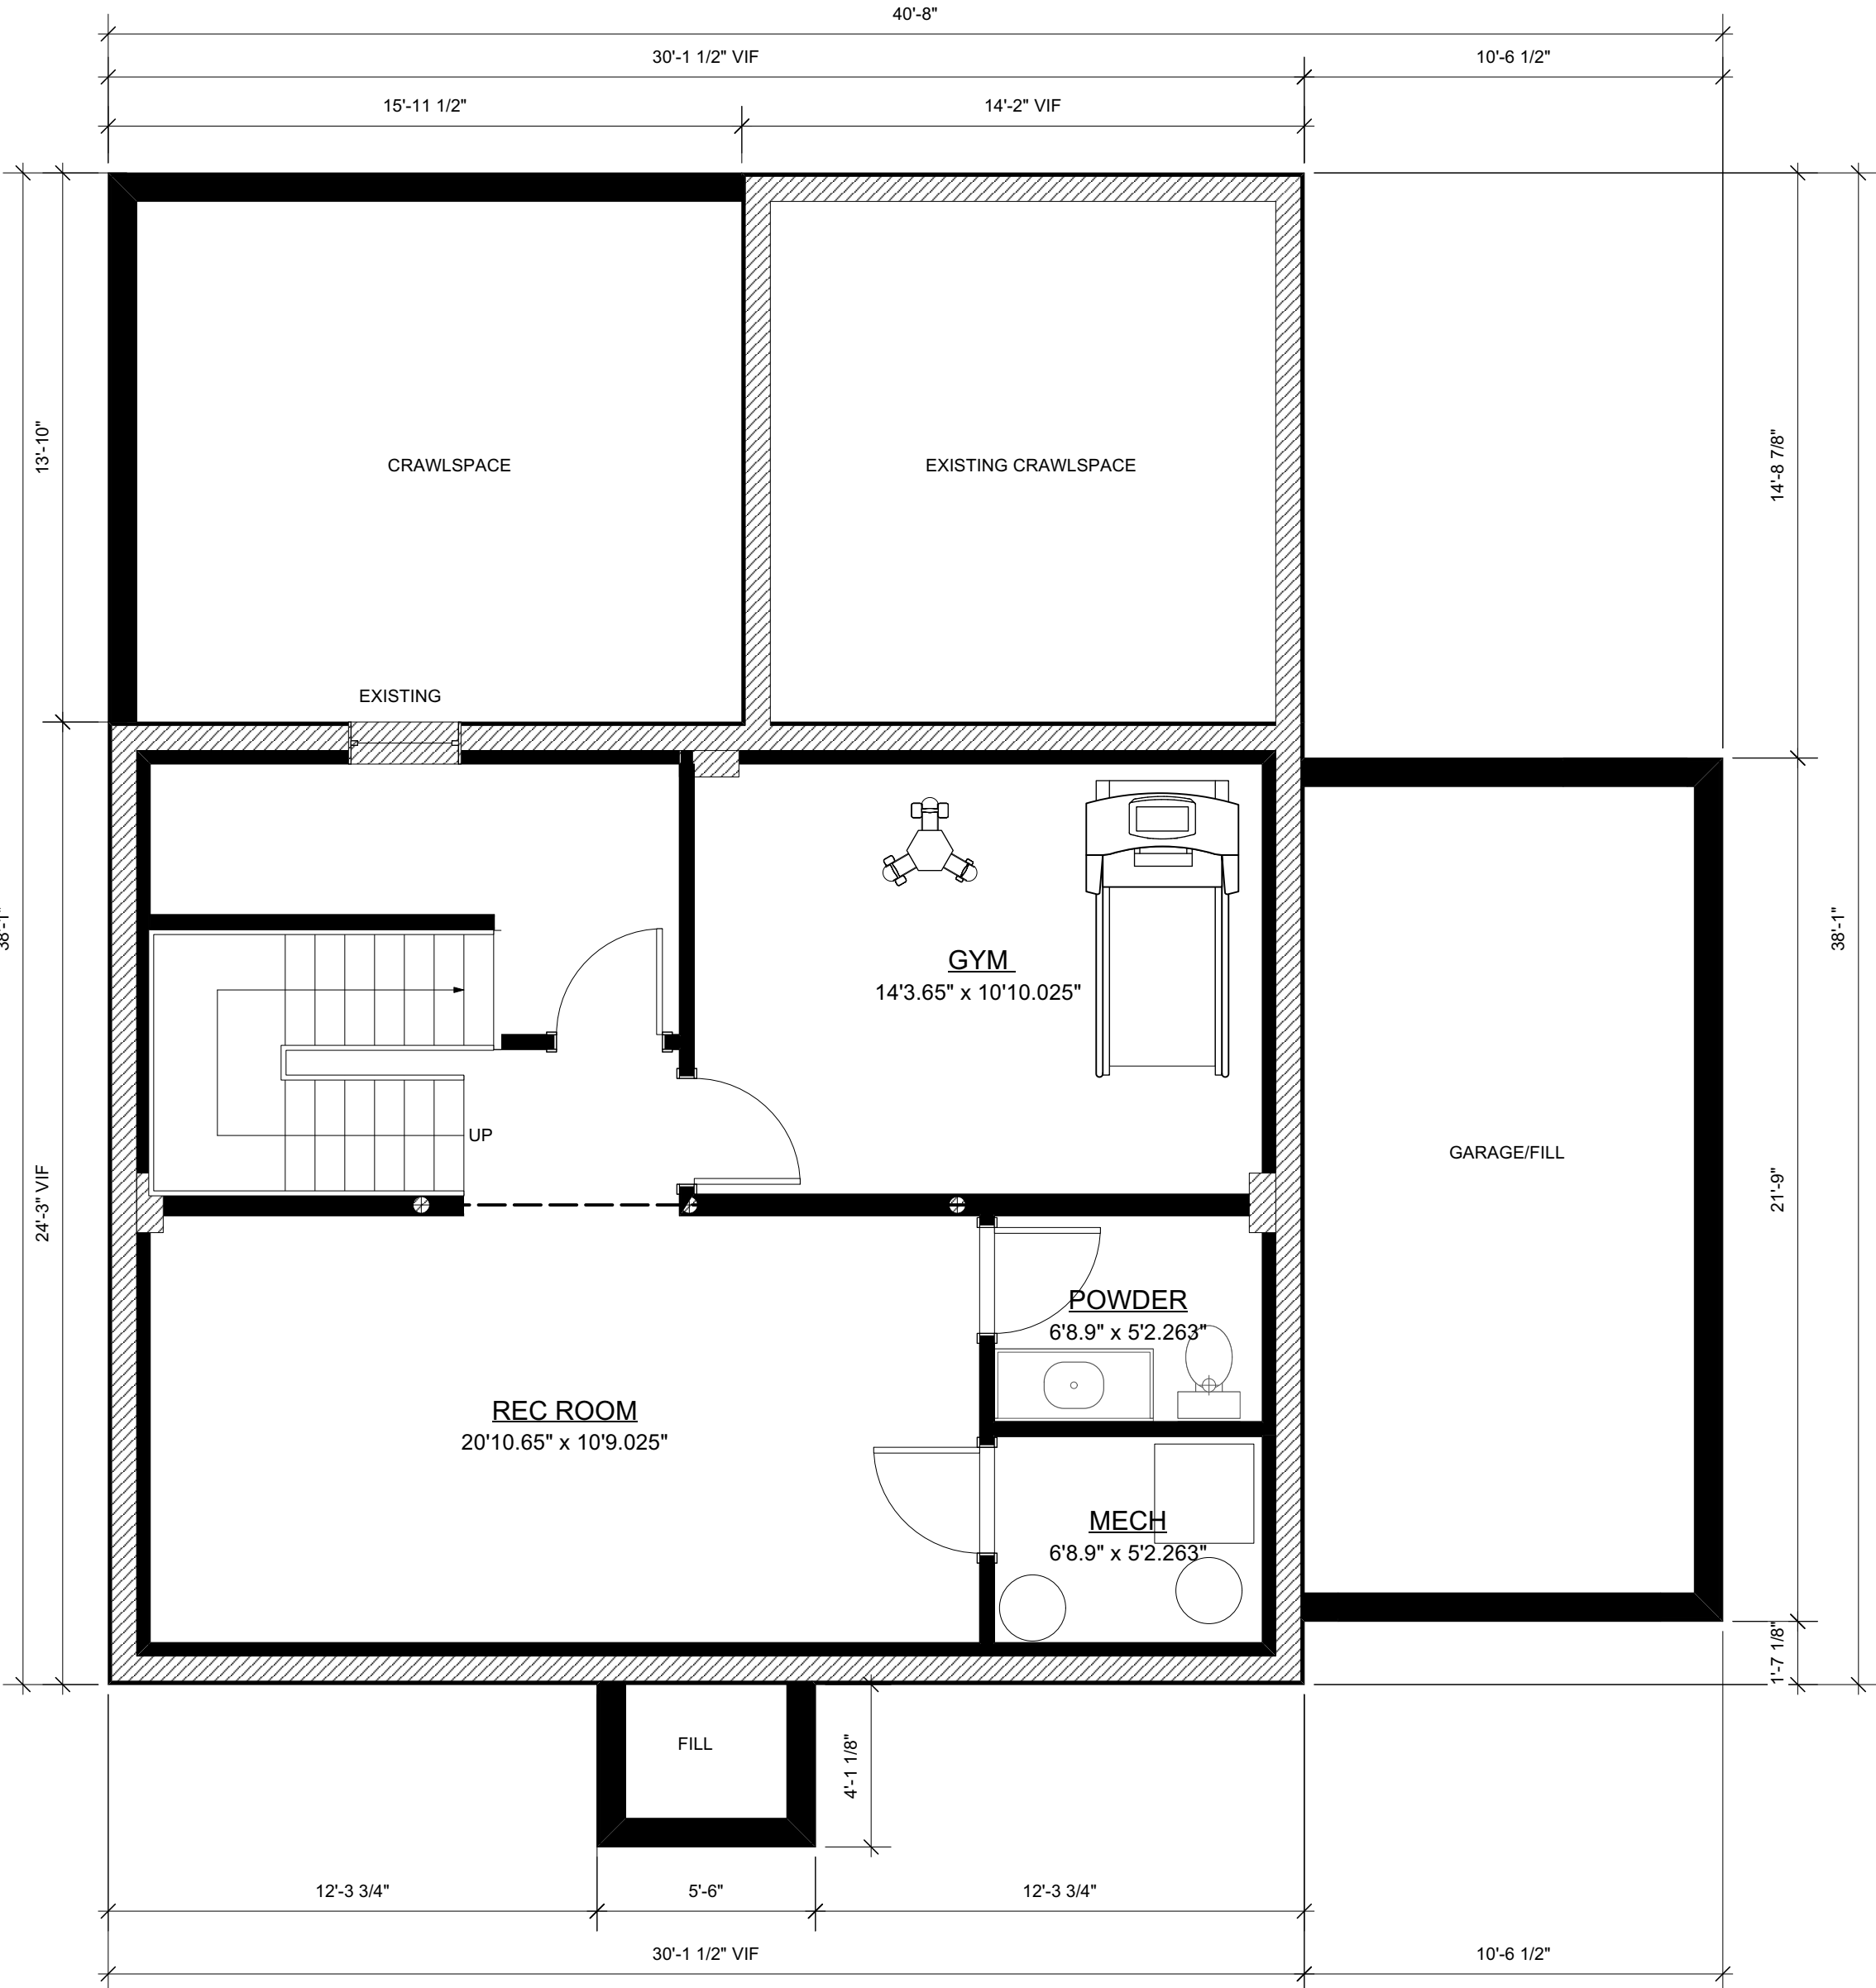 40'-8"
30'-1 1/2" VIF
10'-6 1/2"
15'-11 1/2"
14'-2" VIF
13'-10"
14'-8 7/8"
CRAWLSPACE
EXISTING CRAWLSPACE
EXISTING
38'-1"
38'-1"
GYM
14'3.65" x 10'10.025"
UP
GARAGE/FILL
24'-3" VIF
21'-9"
POWDER
6'8.9" x 5'2.263"
REC ROOM
20'10.65" x 10'9.025"
MECH
6'8.9" x 5'2.263"
1'-7 1/8"
FILL
4'-1 1/8"
12'-3 3/4"
5'-6"
12'-3 3/4"
30'-1 1/2" VIF
10'-6 1/2"